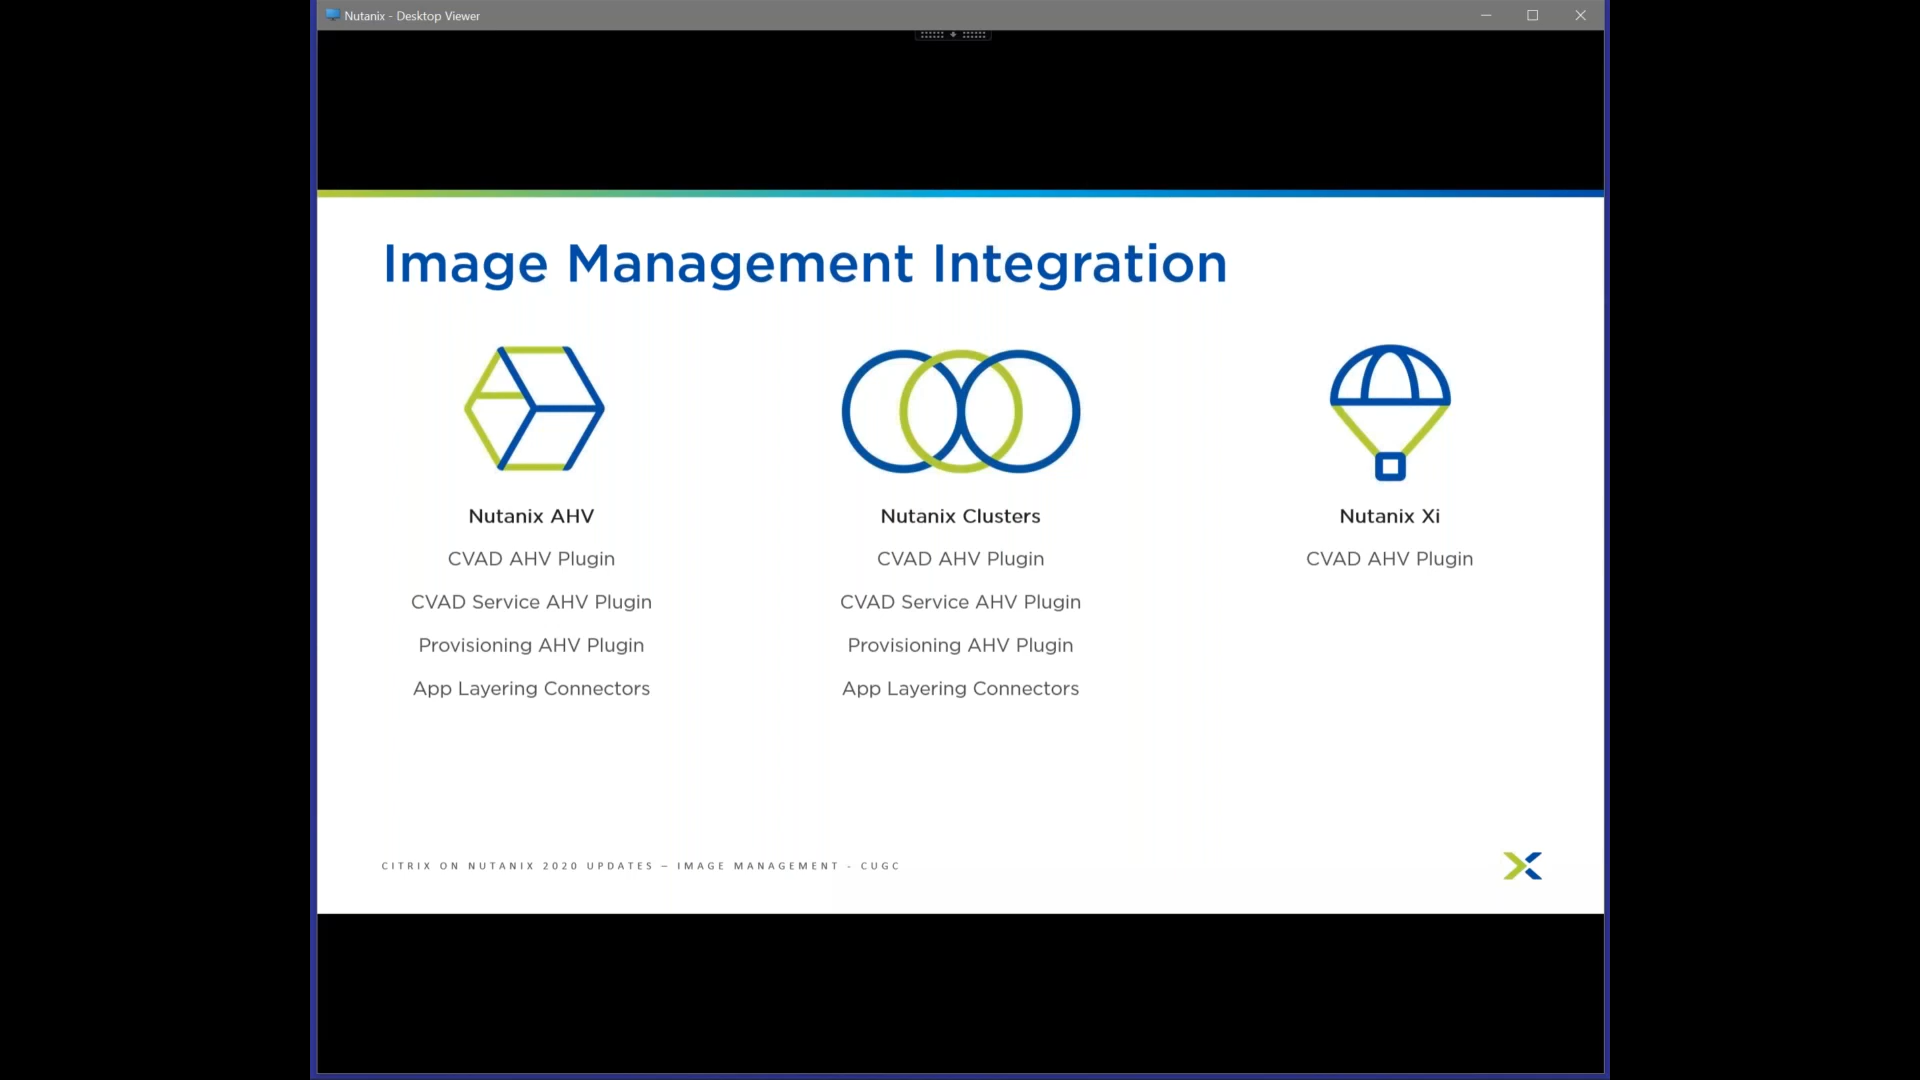 Nutanix - Desktop Viewer
Image Management Integration
Nutanix AHV
CVAD AHV Plugin
CVAD Service AHV Plugin
Provisioning AHV Plugin
App Layering Connectors
Nutanix Clusters
CVAD AHV Plugin
CVAD Service AHV Plugin
Provisioning AHV Plugin
App Layering Connectors
Nutanix Xi
CVAD AHV Plugin
CITRIX ON NUTANIX 2020 UPDATES – IMAGE MANAGEMENT - CUGC